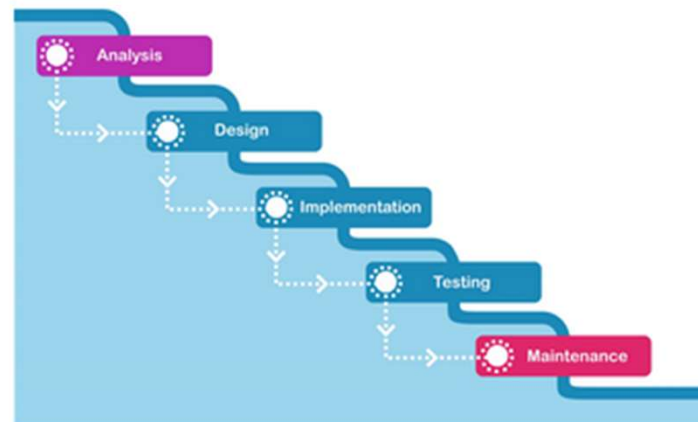 Analysis
Design
Implementation
Testing
Maintenance